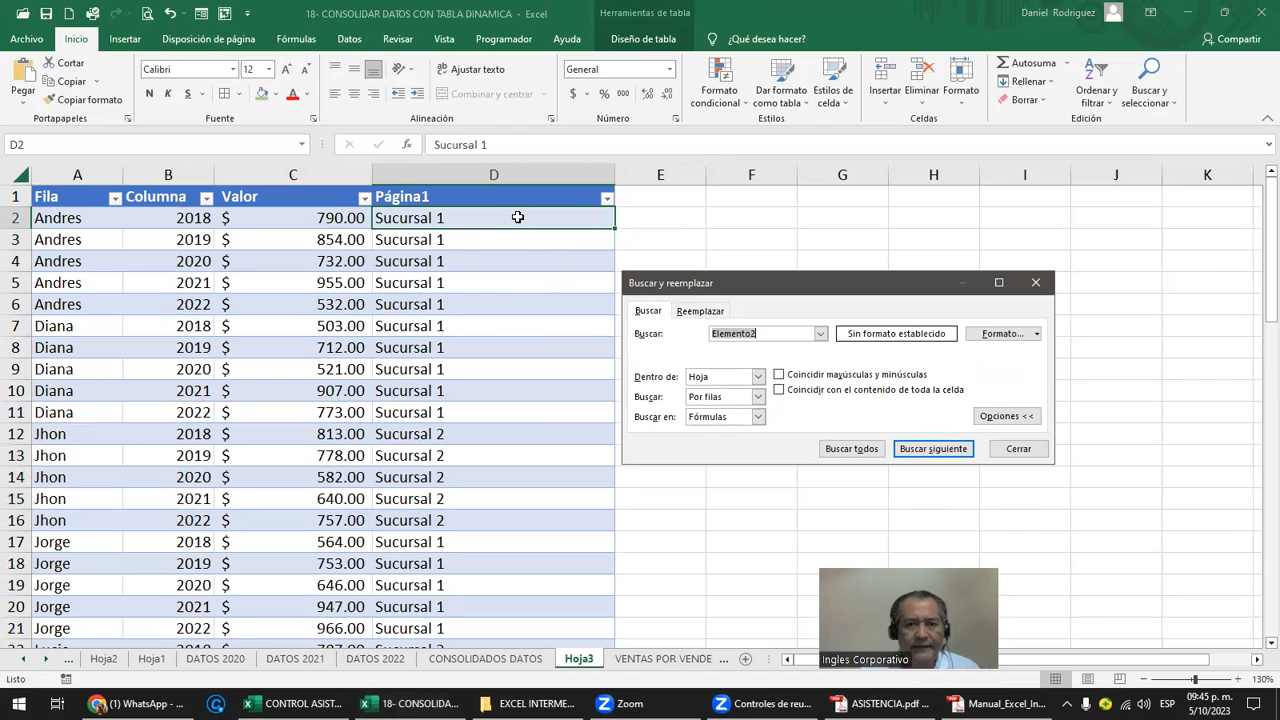 18- CONSOLIDAR DATOS CON TABLA DINAMICA - Excel
Herramientas de tabla
Daniel Rodriguez
Archivo Inicio Insertar Disposición de página Fórmulas Datos Revisar Vista Programador Ayuda Diseño de tabla ¿Qué desea hacer? Compartir
Pegar
Cortar
Copiar
Copiar formato
Portapapeles
Calibri 12
N K S
Fuente
Ajustar texto
Combinar y centrar
Alineación
General
$ % 000
Número
Formato condicional
Dar formato como tabla
Estilos de celda
Estilos
Insertar Eliminar Formato
Celdas
Autosuma
Rellenar
Borrar
Ordenar y filtrar
Buscar y seleccionar
Edición
D2 fx Sucursal 1
A B C D E F G H I J K
1 Fila Columna Valor Página1
2 Andres 2018 $ 790.00 Sucursal 1
3 Andres 2019 $ 854.00 Sucursal 1
4 Andres 2020 $ 732.00 Sucursal 1
5 Andres 2021 $ 955.00 Sucursal 1
6 Andres 2022 $ 532.00 Sucursal 1
7 Diana 2018 $ 503.00 Sucursal 1
8 Diana 2019 $ 712.00 Sucursal 1
9 Diana 2020 $ 521.00 Sucursal 1
10 Diana 2021 $ 907.00 Sucursal 1
11 Diana 2022 $ 773.00 Sucursal 1
12 Jhon 2018 $ 813.00 Sucursal 2
13 Jhon 2019 $ 778.00 Sucursal 2
14 Jhon 2020 $ 582.00 Sucursal 2
15 Jhon 2021 $ 640.00 Sucursal 2
16 Jhon 2022 $ 757.00 Sucursal 2
17 Jorge 2018 $ 564.00 Sucursal 1
18 Jorge 2019 $ 753.00 Sucursal 1
19 Jorge 2020 $ 646.00 Sucursal 1
20 Jorge 2021 $ 947.00 Sucursal 1
21 Jorge 2022 $ 966.00 Sucursal 1
Buscar y reemplazar
Buscar Reemplazar
Buscar: Elemento2 Sin formato establecido Formato...
Dentro de: Hoja
Coincidir mayúsculas y minúsculas
Buscar: Por filas
Coincidir con el contenido de toda la celda
Buscar en: Fórmulas
Opciones <<
Buscar todos Buscar siguiente Cerrar
Ingles Corporativo
... Hoja2 Hoja1 DATOS 2020 DATOS 2021 DATOS 2022 CONSOLIDADOS DATOS Hoja3 VENTAS POR VENDE ...
Listo
130%
(1) WhatsApp - ... CONTROL ASIST... 18- CONSOLIDA... EXCEL INTERME... Zoom Controles de reu... ASISTENCIA.pdf ... Manual_Excel_In...
ESP
09:45 p. m.
5/10/2023